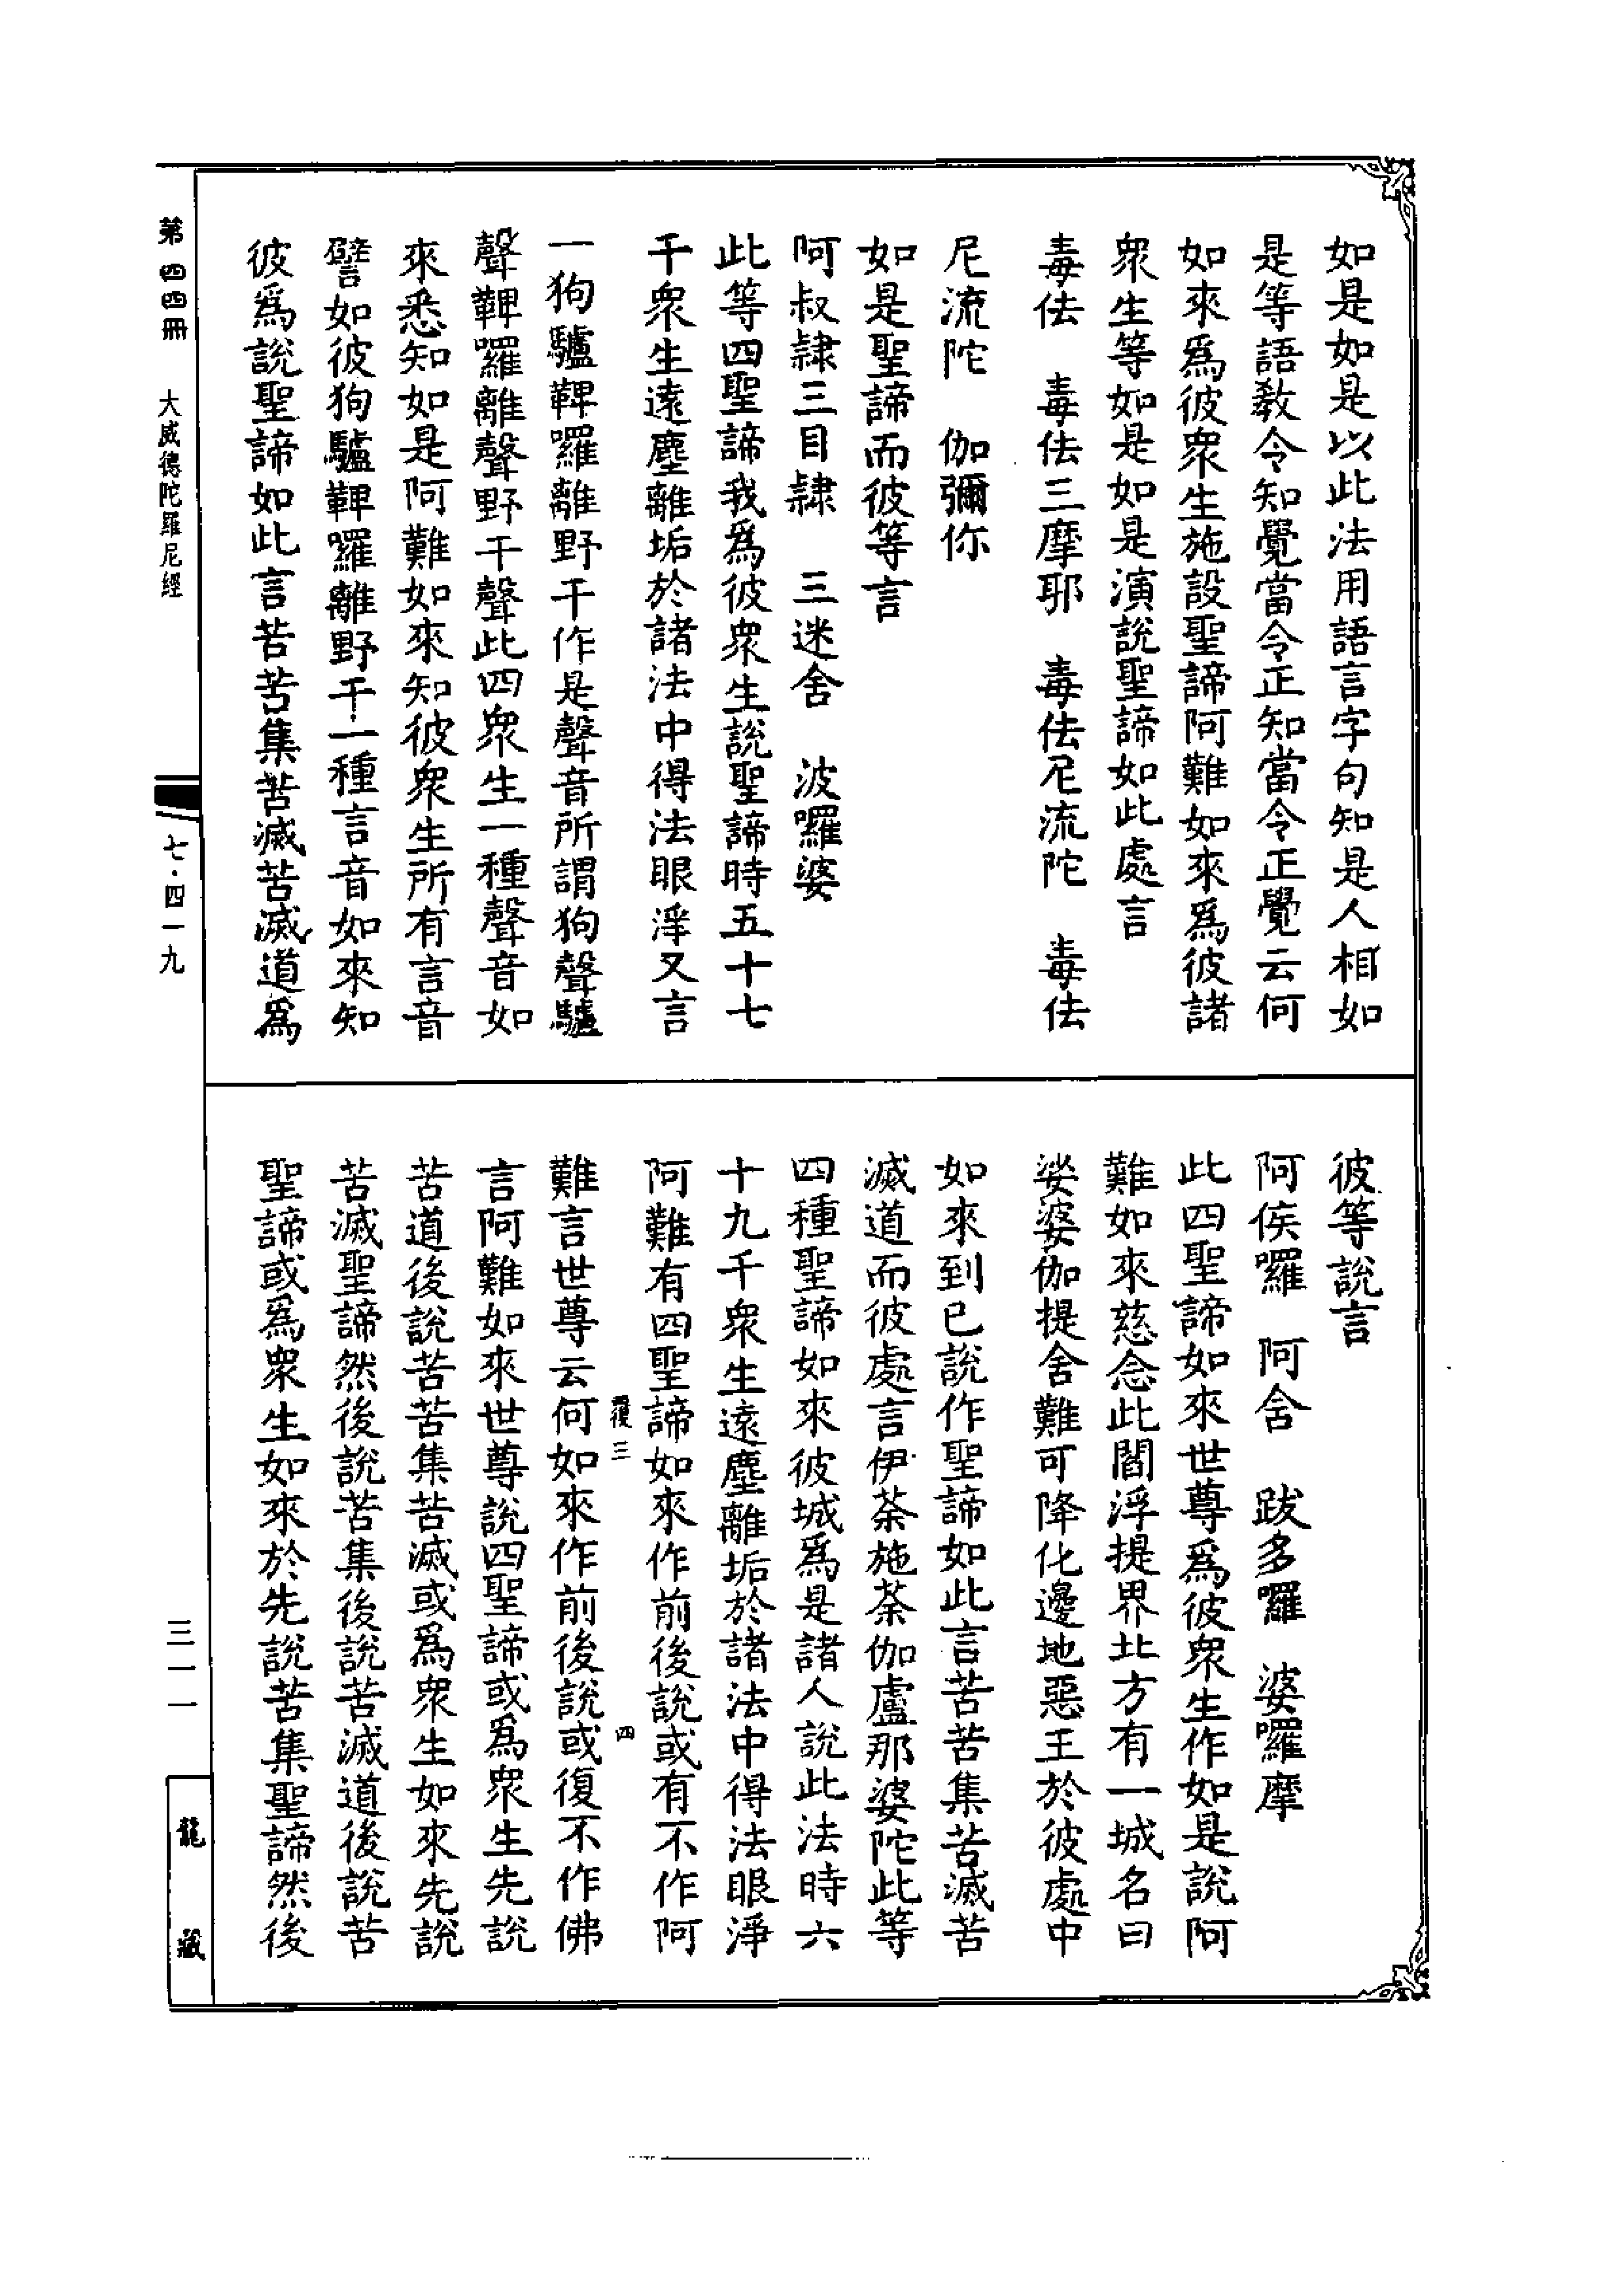 如是如是以此法用語言字句知是人相如
是等語教令知覺當令正知當令正覺云何
如來爲彼衆生施設聖諦阿難如來爲彼諸
衆生等如是如是演說聖諦如此處言
毒佉　毒佉三摩耶　毒佉尼流陀　毒佉
尼流陀　伽彌你
如是聖諦而彼等言
阿叔隸三目隸　三迷舍　波囉婆
此等四聖諦我爲彼衆生說聖諦時五十七
千衆生遠塵離垢於諸法中得法眼淨又言
一狗驢鞞囉離野干作是聲音所謂狗聲驢
聲鞞囉離聲野干聲此四衆生一種聲音如
來悉知如是阿難如來知彼衆生所有言音
譬如彼狗驢鞞囉離野干一種言音如來知
彼爲說聖諦如此言苦苦集苦滅苦滅道爲
彼等說言
阿侯囉　阿舍　跋多囉　婆囉摩
此四聖諦如來世尊爲彼衆生作如是說阿
難如來慈念此閻浮提界北方有一城名曰
娑婆伽提舍難可降化邊地惡王於彼處中
如來到已說作聖諦如此言苦苦集苦滅苦
滅道而彼處言伊荼施荼伽盧那婆陀此等
四種聖諦如來彼城爲是諸人說此法時六
十九千衆生遠塵離垢於諸法中得法眼淨
阿難有四聖諦如來作前後說或有不作阿
難言世尊云何如來作前後說或復不作佛
言阿難如來世尊說四聖諦或爲衆生先說
苦道後說苦苦集苦滅或爲衆生如來先說
苦滅聖諦然後說苦集後說苦滅道後說苦
聖諦或爲衆生如來於先說苦集聖諦然後
三
四
第四四冊　大威德陀羅尼經
七·四一九
三一一
龍藏